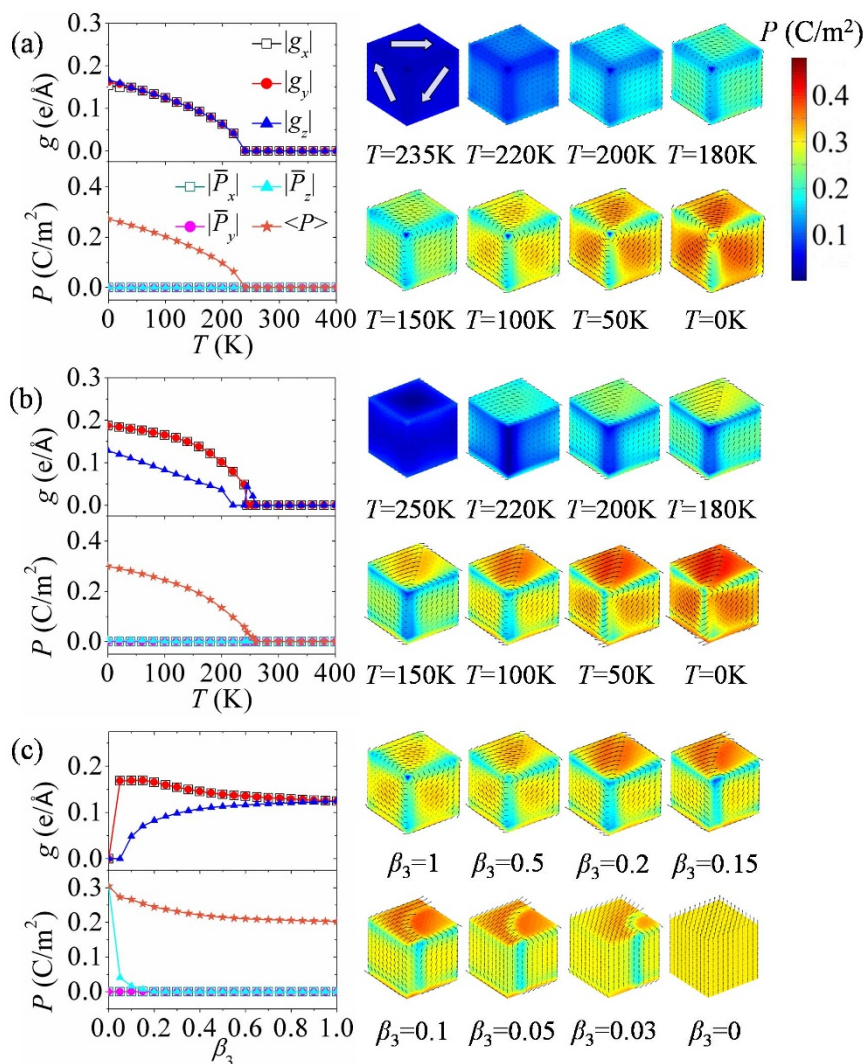 (a)
0.3
0.2
0.1
0.0
g (e/Å)
|g_x|
|g_y|
|g_z|
0.4
0.2
0.0
P (C/m²)
|P̅_x|
|P̅_z|
|P̅_y|
<P>
0 100 200 300 400
T (K)
T=235K T=220K T=200K T=180K
T=150K T=100K T=50K T=0K
P (C/m²)
0.4
0.3
0.2
0.1
(b)
0.3
0.2
0.1
0.0
g (e/Å)
0.4
0.2
0.0
P (C/m²)
0 100 200 300 400
T (K)
T=250K T=220K T=200K T=180K
T=150K T=100K T=50K T=0K
(c)
0.2
0.1
0.0
g (e/Å)
0.3
0.2
0.1
0.0
P (C/m²)
0.0 0.2 0.4 0.6 0.8 1.0
β₃
β₃=1 β₃=0.5 β₃=0.2 β₃=0.15
β₃=0.1 β₃=0.05 β₃=0.03 β₃=0